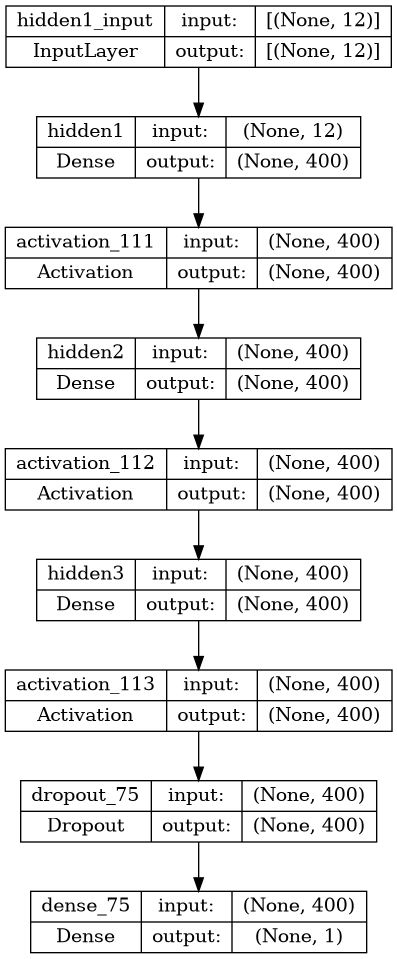 hidden1_input input: [(None, 12)]
InputLayer output: [(None, 12)]
hidden1 input: (None, 12)
Dense output: (None, 400)
activation_111 input: (None, 400)
Activation output: (None, 400)
hidden2 input: (None, 400)
Dense output: (None, 400)
activation_112 input: (None, 400)
Activation output: (None, 400)
hidden3 input: (None, 400)
Dense output: (None, 400)
activation_113 input: (None, 400)
Activation output: (None, 400)
dropout_75 input: (None, 400)
Dropout output: (None, 400)
dense_75 input: (None, 400)
Dense output: (None, 1)